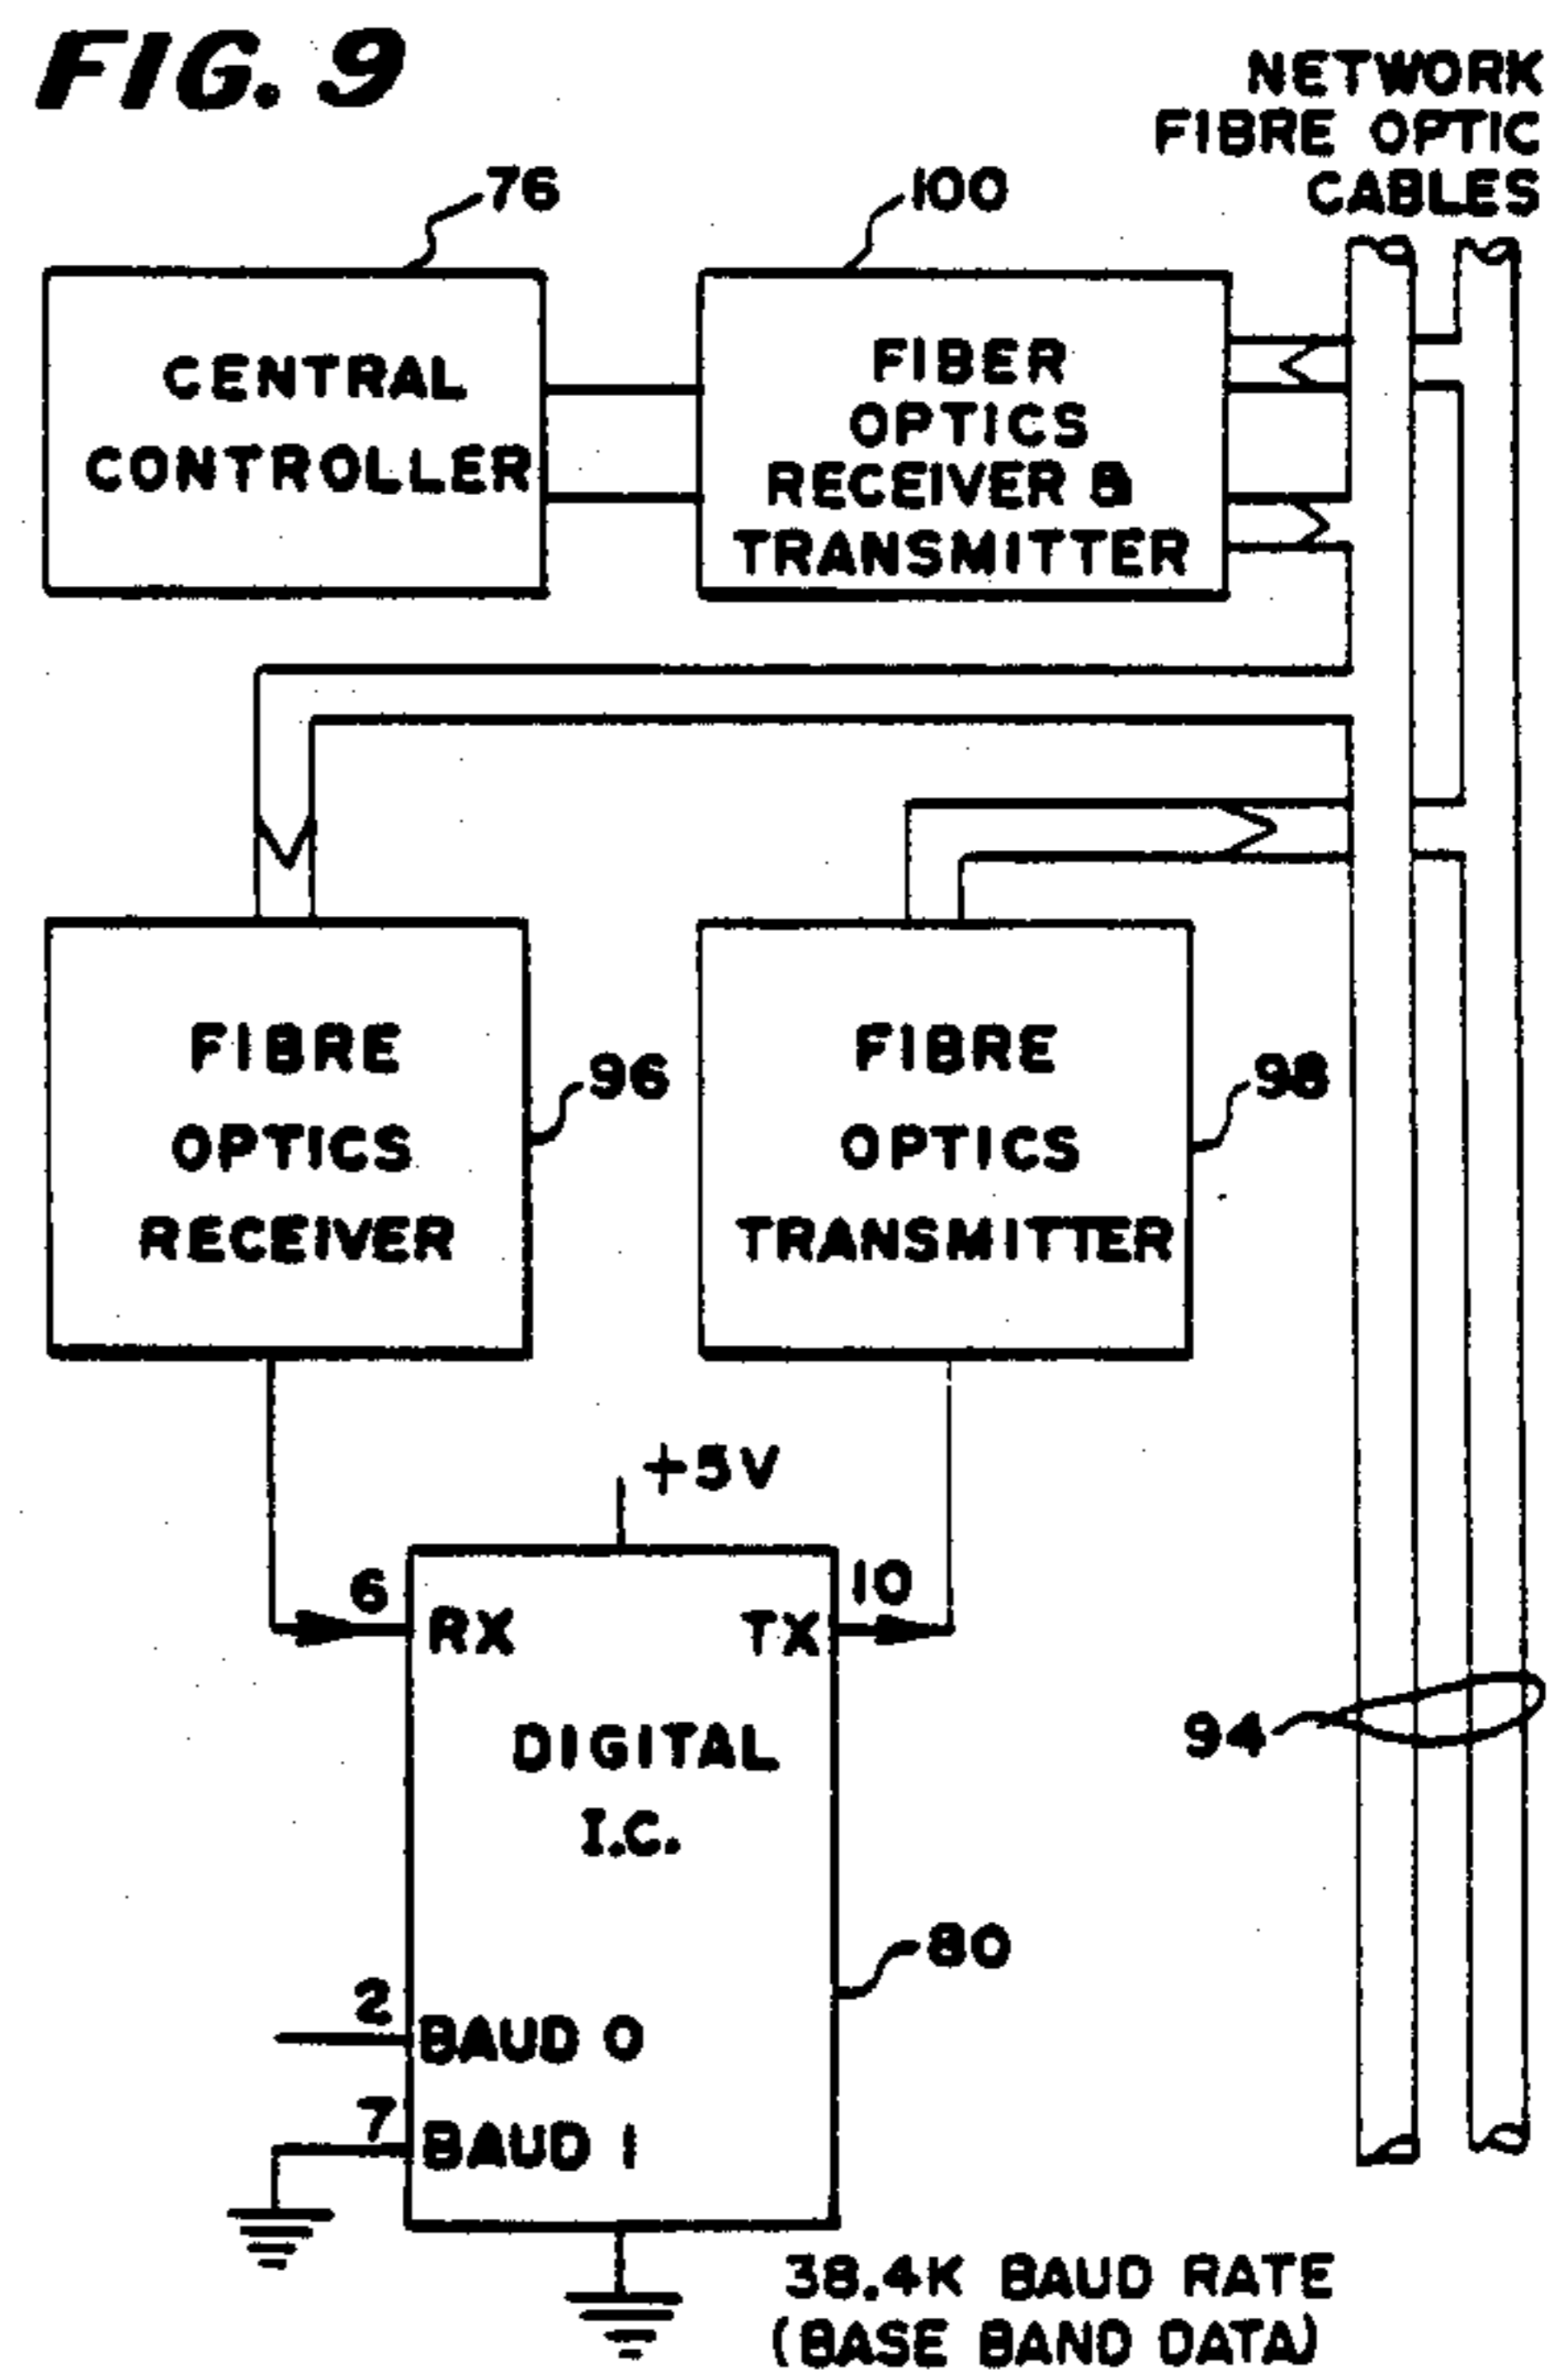 FIG. 9
NETWORK
FIBRE OPTIC
CABLES
76
100
CENTRAL
CONTROLLER
FIBER
OPTICS
RECEIVER &
TRANSMITTER
FIBRE
OPTICS
RECEIVER
96
FIBRE
OPTICS
TRANSMITTER
98
+5V
6
RX
TX
10
DIGITAL
I.C.
94
80
2
BAUD 0
7
BAUD 1
38.4K BAUD RATE
(BASE BAND DATA)